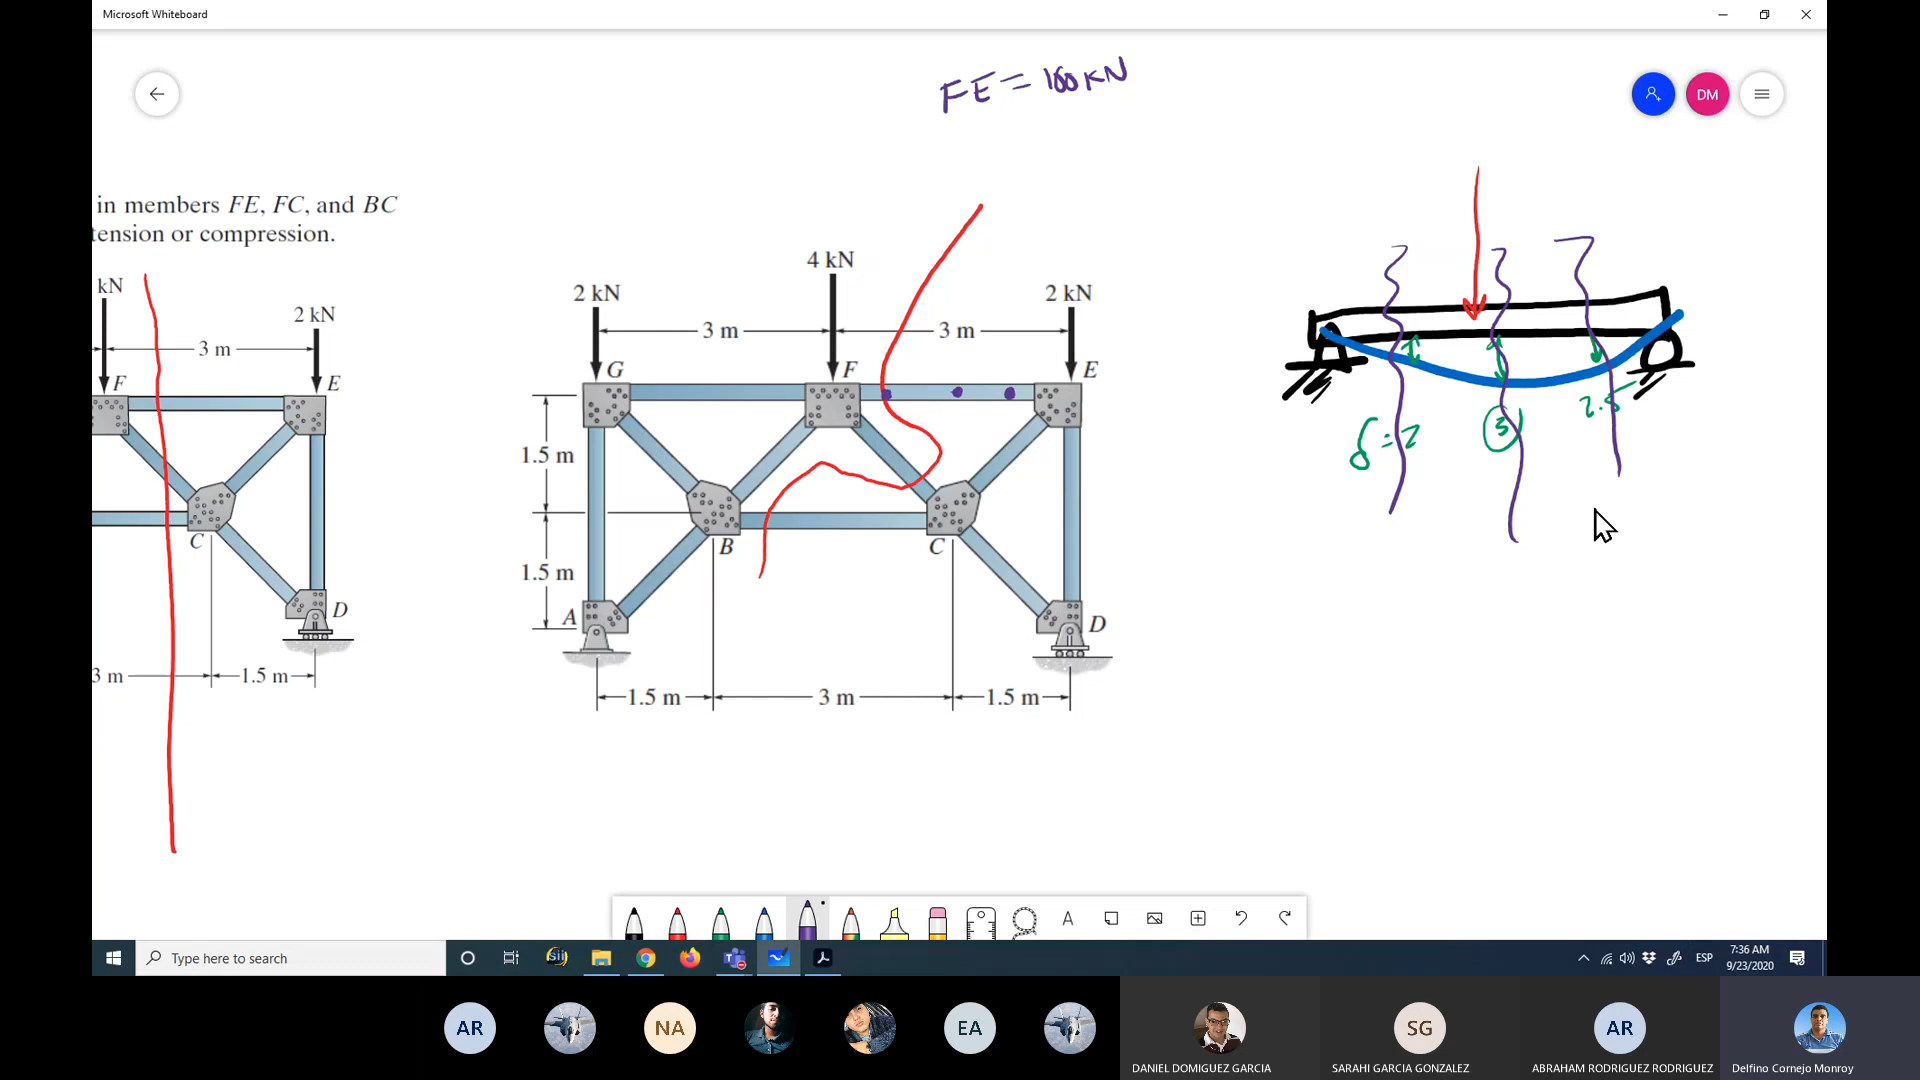 Microsoft Whiteboard
FE = 100 KN
DM
in members FE, FC, and BC
tension or compression.
kN
2 kN
3 m
F
E
C
D
3 m
1.5 m
4 kN
2 kN
2 kN
3 m
3 m
G
F
E
1.5 m
B
C
1.5 m
A
D
1.5 m
3 m
1.5 m
δ = 2
3
2.5
A
Type here to search
sii
ESP
7:36 AM
9/23/2020
AR
NA
EA
SG
AR
DANIEL DOMIGUEZ GARCIA
SARAHI GARCIA GONZALEZ
ABRAHAM RODRIGUEZ RODRIGUEZ
Delfino Cornejo Monroy